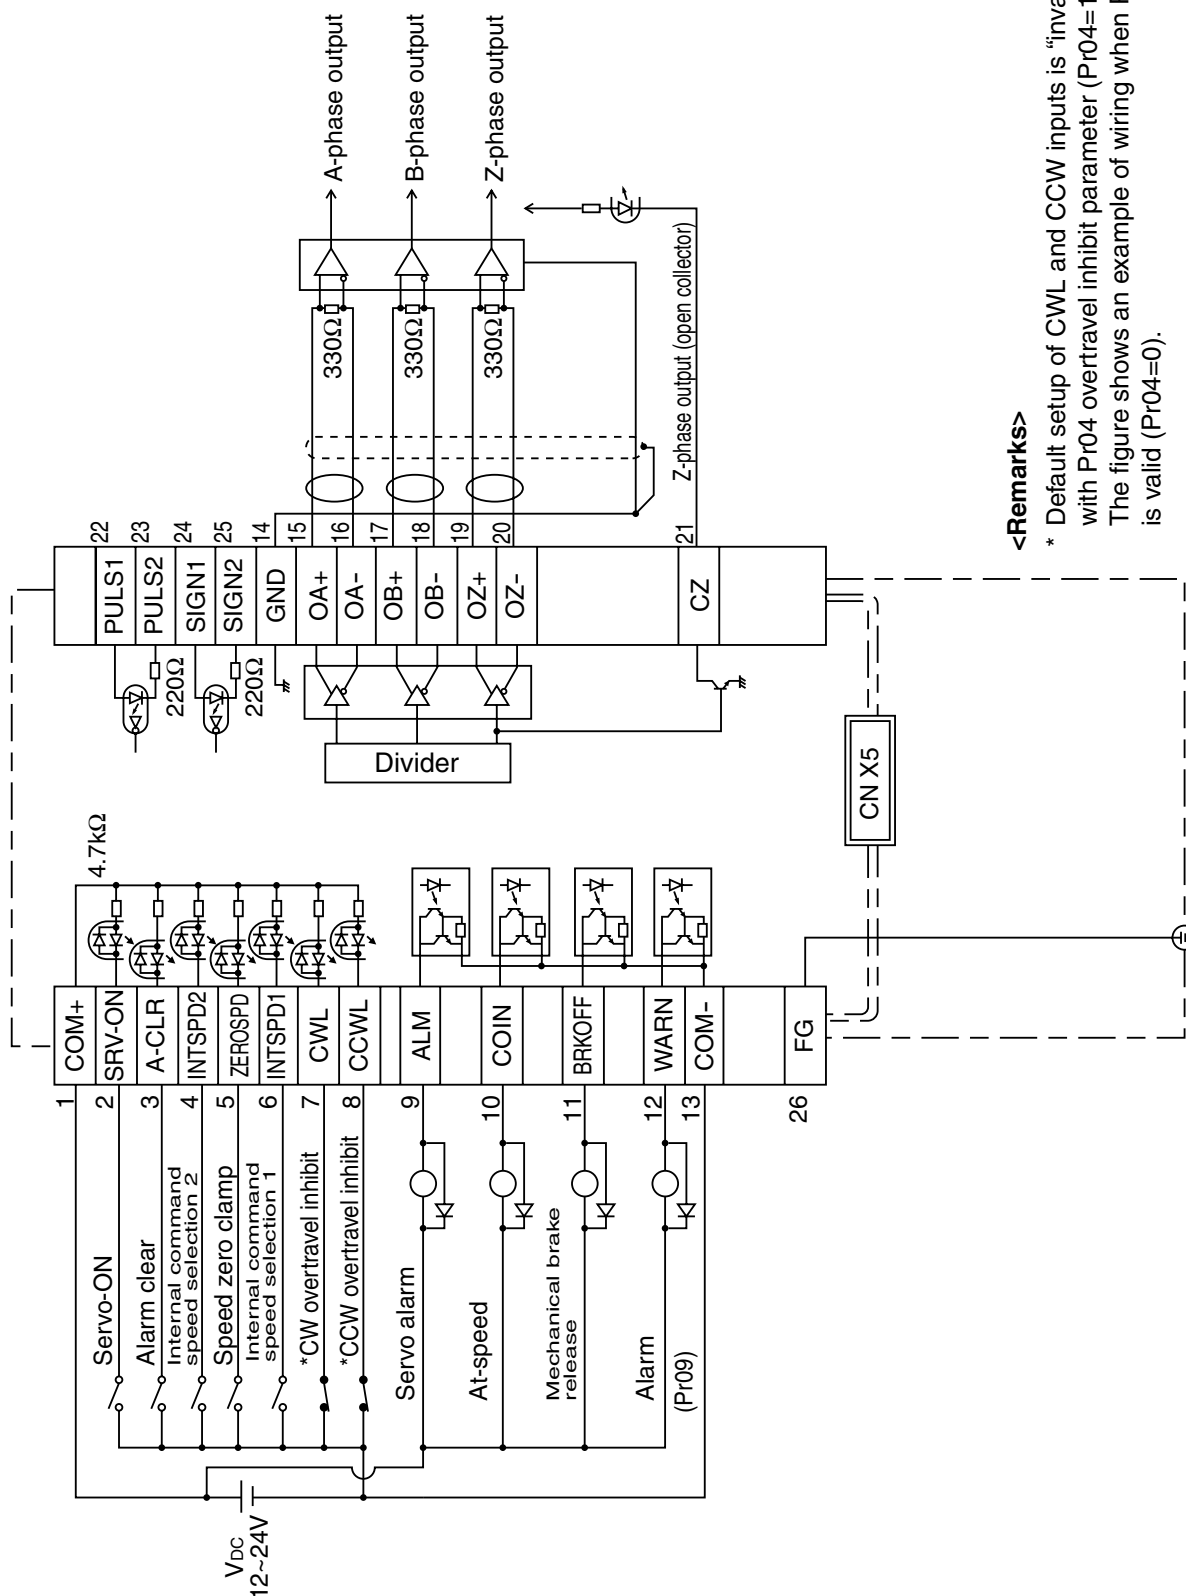 VDC
12~24V
Servo-ON
Alarm clear
Internal command
speed selection 2
Speed zero clamp
Internal command
speed selection 1
*CW overtravel inhibit
*CCW overtravel inhibit
Servo alarm
At-speed
Mechanical brake
release
Alarm
(Pr09)
1 COM+
2 SRV-ON
3 A-CLR
4 INTSPD2
5 ZEROSPD
6 INTSPD1
7 CWL
8 CCWL
9 ALM
10 COIN
11 BRKOFF
12 WARN
13 COM-
26 FG
4.7kΩ
CN X5
Divider
220Ω
220Ω
PULS1 22
PULS2 23
SIGN1 24
SIGN2 25
GND 14
OA+ 15
OA- 16
OB+ 17
OB- 18
OZ+ 19
OZ- 20
CZ 21
330Ω
330Ω
330Ω
A-phase output
B-phase output
Z-phase output
Z-phase output (open collector)
<Remarks>
* Default setup of CWL and CCW inputs is
with Pr04 overtravel inhibit parameter
The figure shows an example of wiring when
is valid (Pr04=0).